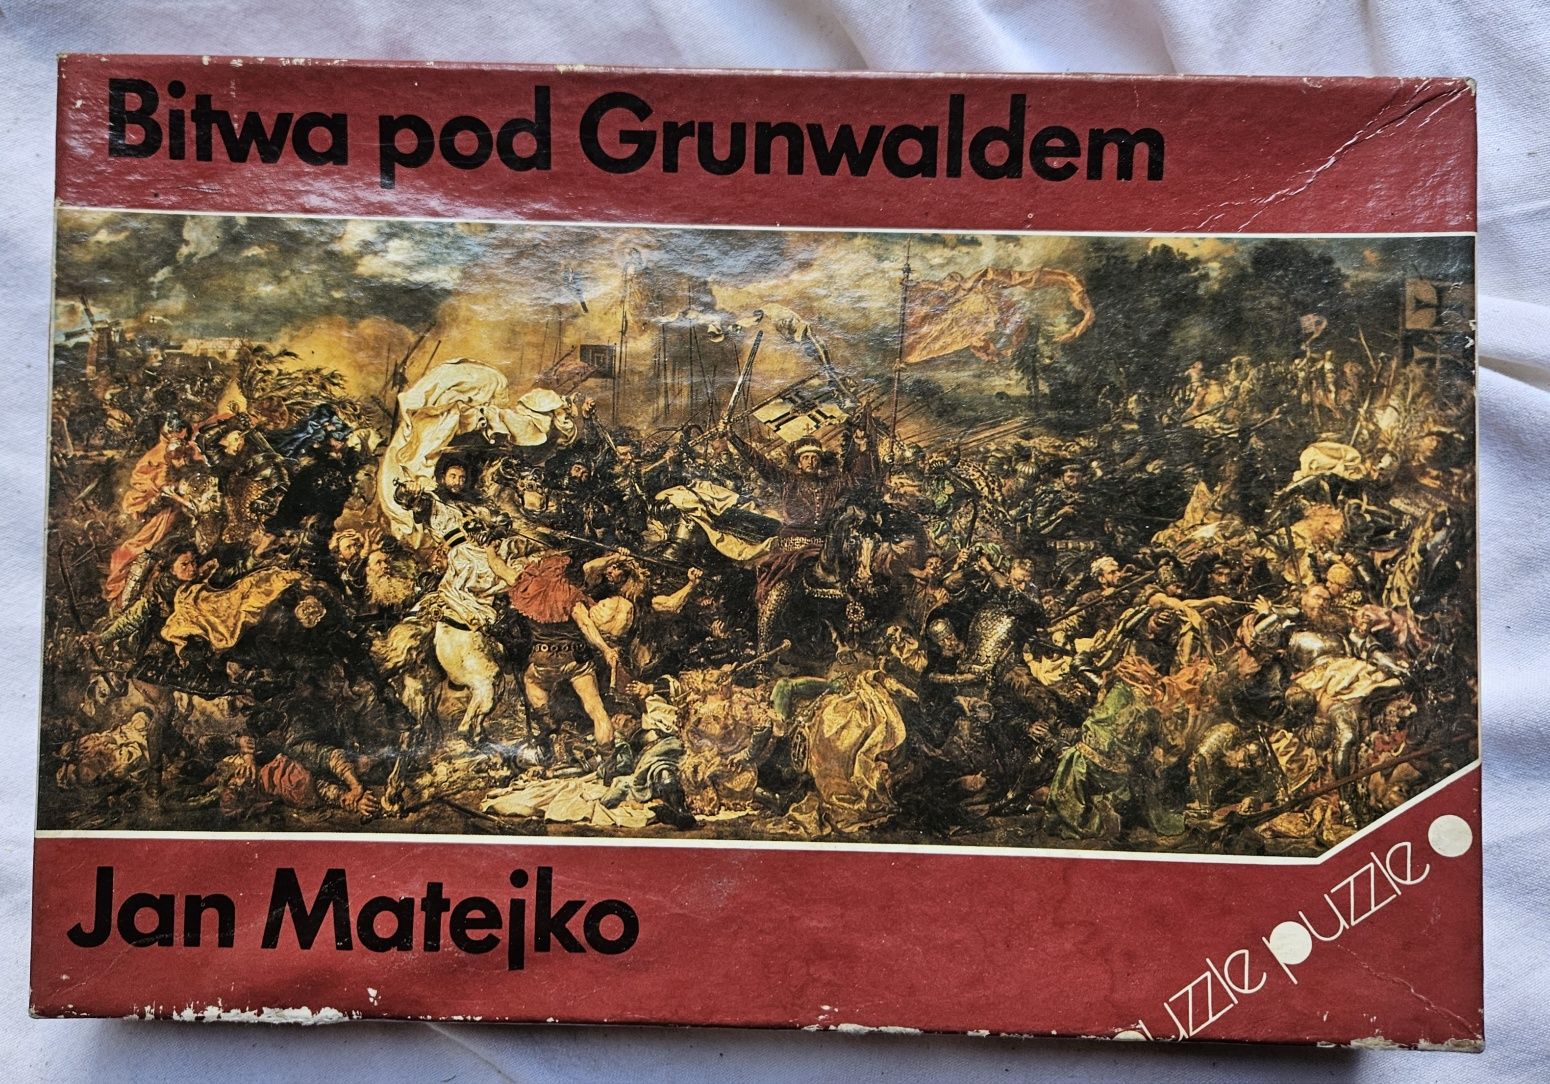 Bitwa pod Grunwaldem
Jan Matejko
puzzle puzzle